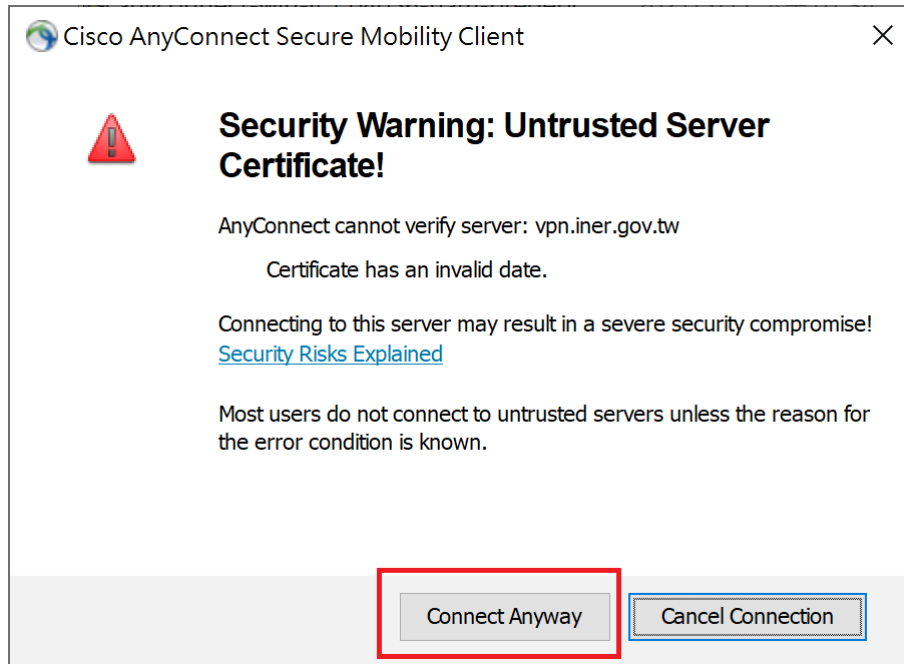 Cisco AnyConnect Secure Mobility Client
Security Warning: Untrusted Server
Certificate!
AnyConnect cannot verify server: vpn.iner.gov.tw
Certificate has an invalid date.
Connecting to this server may result in a severe security compromise!
Security Risks Explained
Most users do not connect to untrusted servers unless the reason for
the error condition is known.
Connect Anyway
Cancel Connection